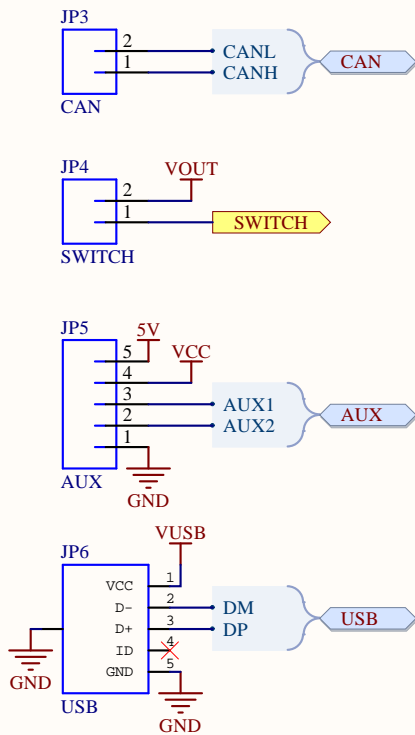 JP3
2 CANL
1 CANH
CAN
CAN
JP4
VOUT
2
1
SWITCH
SWITCH
JP5
5V
VCC
5
4
3 AUX1
2 AUX2
1
AUX
AUX
GND
VUSB
JP6
VCC 1
D- 2 DM
D+ 3 DP
USB
ID 4
GND 5
GND
USB
GND